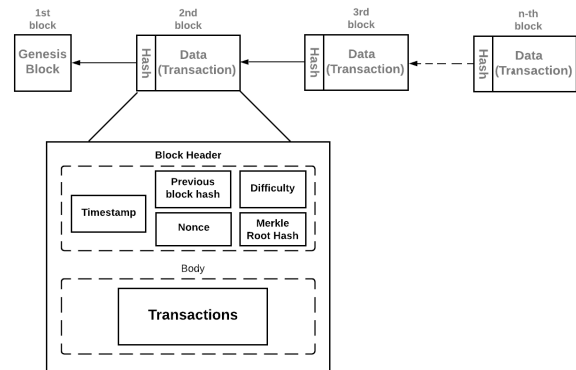 1st
block
2nd
block
3rd
block
n-th
block
Genesis
Block
Hash
Data
(Transaction)
Hash
Data
(Transaction)
Hash
Data
(Transaction)
Block Header
Timestamp
Previous
block hash
Difficulty
Nonce
Merkle
Root Hash
Body
Transactions